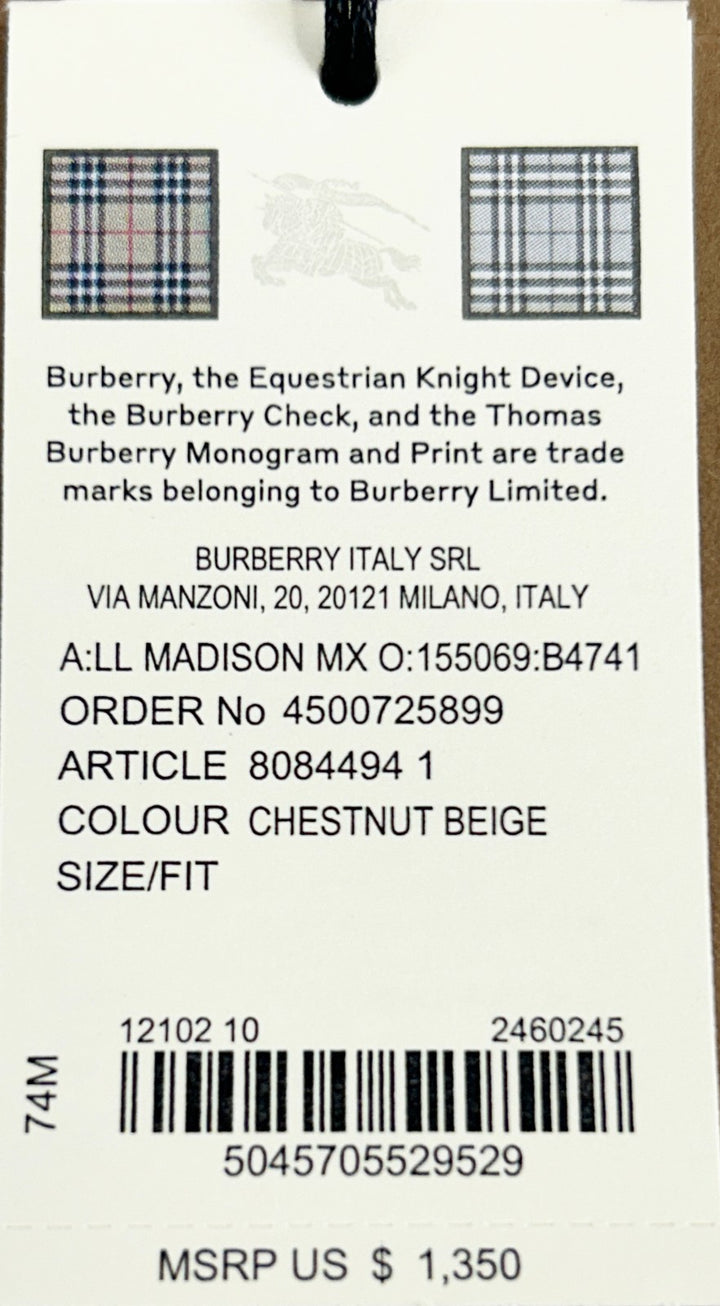 Burberry, the Equestrian Knight Device,
the Burberry Check, and the Thomas
Burberry Monogram and Print are trade
marks belonging to Burberry Limited.
BURBERRY ITALY SRL
VIA MANZONI, 20, 20121 MILANO, ITALY
A:LL MADISON MX O:155069:B4741
ORDER No 4500725899
ARTICLE 8084494 1
COLOUR CHESTNUT BEIGE
SIZE/FIT
12102 10 2460245
74M
5045705529529
MSRP US $ 1,350